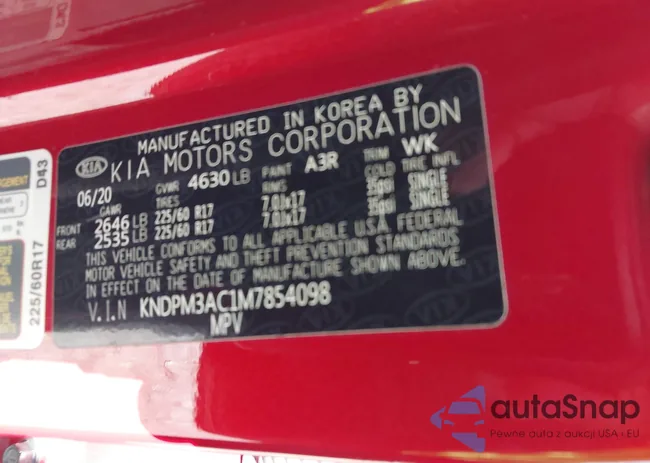 MANUFACTURED IN KOREA BY
KIA KIA MOTORS CORPORATION
06/20 GVWR 4630 LB PAINT A3R TRIM WK
GAWR TIRES RIMS COLD TIRE INFL
FRONT 2646 LB 225/60 R17 7.0Jx17 35psi SINGLE
REAR 2535 LB 225/60 R17 7.0Jx17 35psi SINGLE
THIS VEHICLE CONFORMS TO ALL APPLICABLE U.S.A. FEDERAL
MOTOR VEHICLE SAFETY AND THEFT PREVENTION STANDARDS
IN EFFECT ON THE DATE OF MANUFACTURE SHOWN ABOVE.
V.I.N KNDPM3AC1M7854098
MPV
D43
225/60R17
autaSnap
Pewne auta z aukcji USA i EU